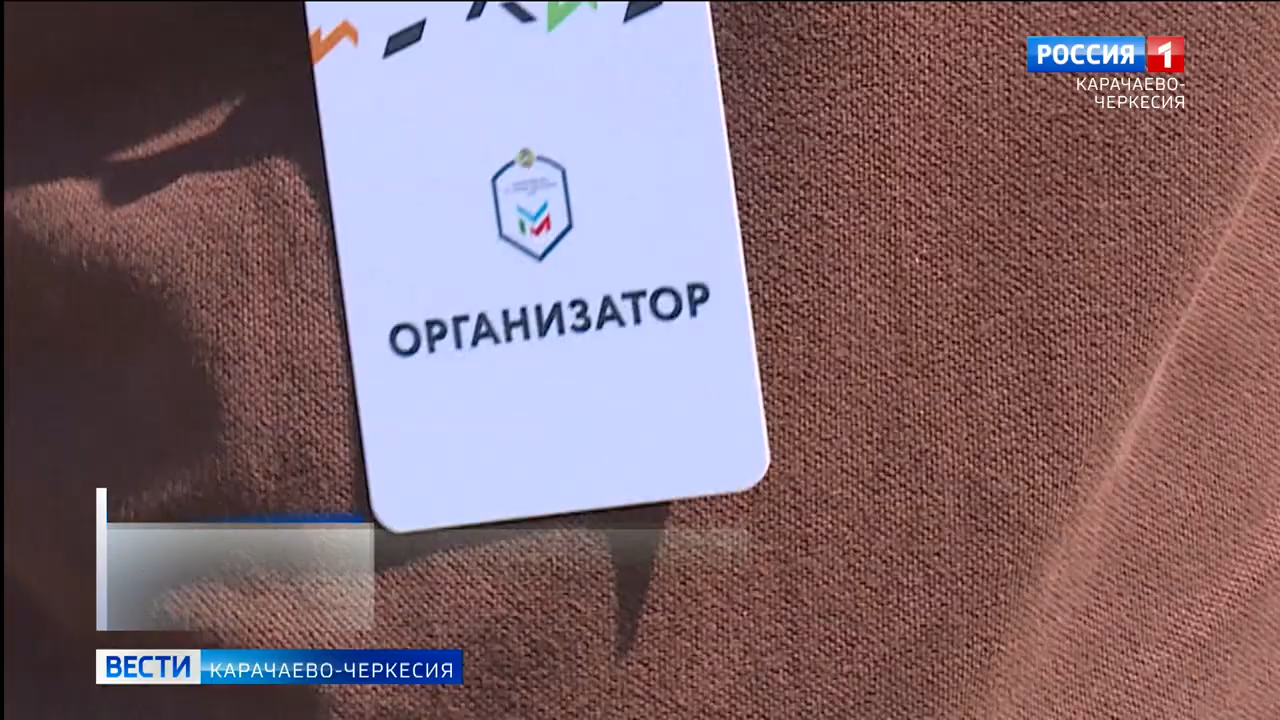 РОССИЯ 1
КАРАЧАЕВО-
ЧЕРКЕСИЯ
ОРГАНИЗАТОР
ВЕСТИ КАРАЧАЕВО-ЧЕРКЕСИЯ